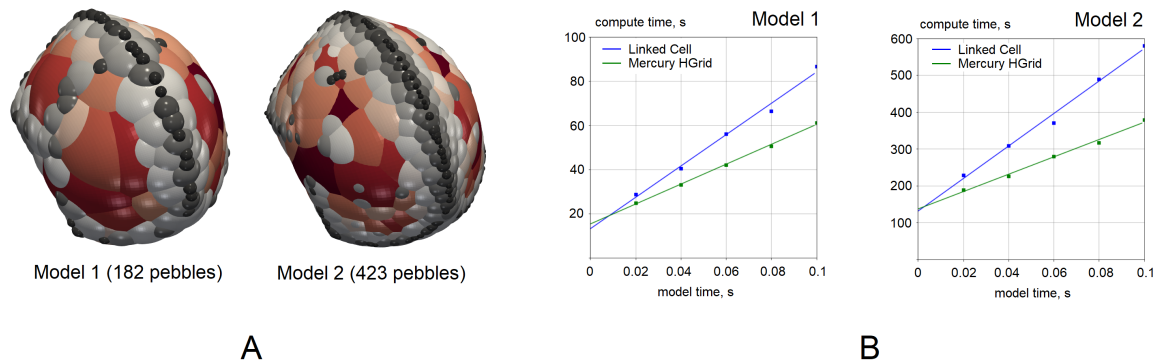 Model 1 (182 pebbles)
Model 2 (423 pebbles)
A
compute time, s
Model 1
Linked Cell
Mercury HGrid
100
80
60
40
20
0
0.02
0.04
0.06
0.08
0.1
model time, s
compute time, s
Model 2
Linked Cell
Mercury HGrid
600
500
400
300
200
100
0
0.02
0.04
0.06
0.08
0.1
model time, s
B